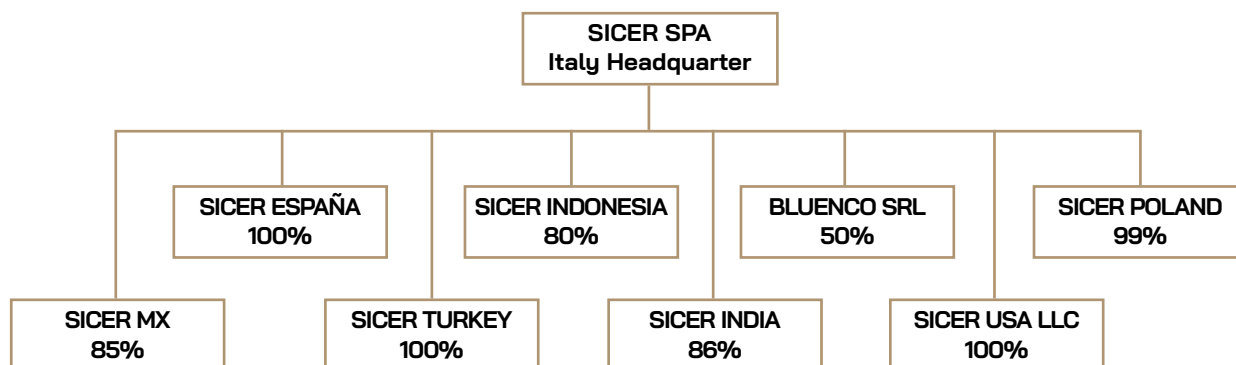 SICER SPA
Italy Headquarter
SICER ESPAÑA
100%
SICER INDONESIA
80%
BLUENCO SRL
50%
SICER POLAND
99%
SICER MX
85%
SICER TURKEY
100%
SICER INDIA
86%
SICER USA LLC
100%